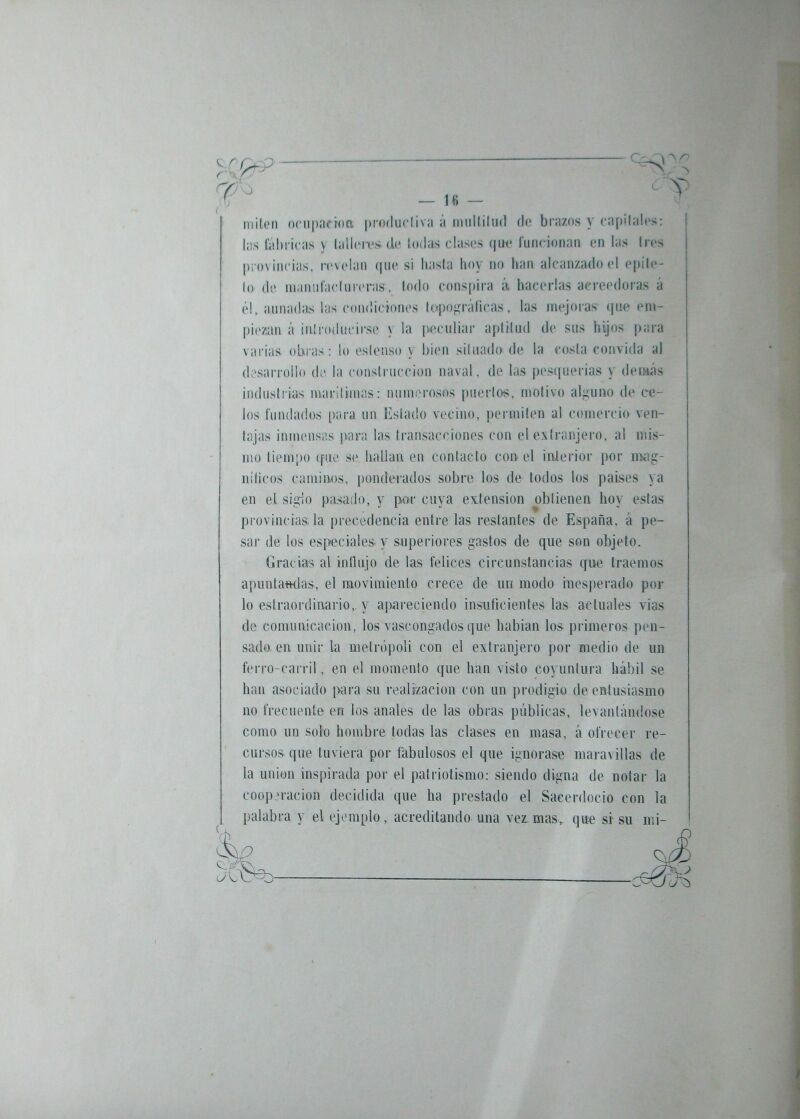 — 16 —
miten ocupacion productiva á multitud de brazos y capitales:
las fábricas y talleres de todas clases que funcionan en las tres
provincias, revelan que si hasta hoy no han alcanzado el epite-
to de manufactureras, todo conspira á hacerlas acreedoras á
él, aunadas las condiciones topográficas, las mejoras que em-
piezan á introducirse y la peculiar aptitud de sus hijos para
varias obras: lo estenso y bien situado de la costa convida al
desarrollo de la construccion naval, de las pesquerias y demás
industrias marítimas: numerosos puertos, motivo alguno de ce-
los fundados para un Estado vecino, permiten al comercio ven-
tajas inmensas para las transacciones con el extranjero, al mis-
mo tiempo que se hallan en contacto con el interior por mag-
níficos caminos, ponderados sobre los de todos los paises ya
en el siglo pasado, y por cuya extension obtienen hoy estas
provincias la precedencia entre las restantes de España, á pe-
sar de los especiales y superiores gastos de que son objeto.
Gracias al influjo de las felices circunstancias que traemos
apuntadas, el movimiento crece de un modo inesperado por
lo estraordinario, y apareciendo insuficientes las actuales vias
de comunicacion, los vascongados que habian los primeros pen-
sado en unir la metrópoli con el extranjero por medio de un
ferro-carril, en el momento que han visto coyuntura hábil se
han asociado para su realizacion con un prodigio de entusiasmo
no frecuente en los anales de las obras públicas, levantándose
como un solo hombre todas las clases en masa, á ofrecer re-
cursos que tuviera por fabulosos el que ignorase maravillas de
la union inspirada por el patriotismo: siendo digna de notar la
cooperacion decidida que ha prestado el Sacerdocio con la
palabra y el ejemplo, acreditando una vez mas, que si su mi-